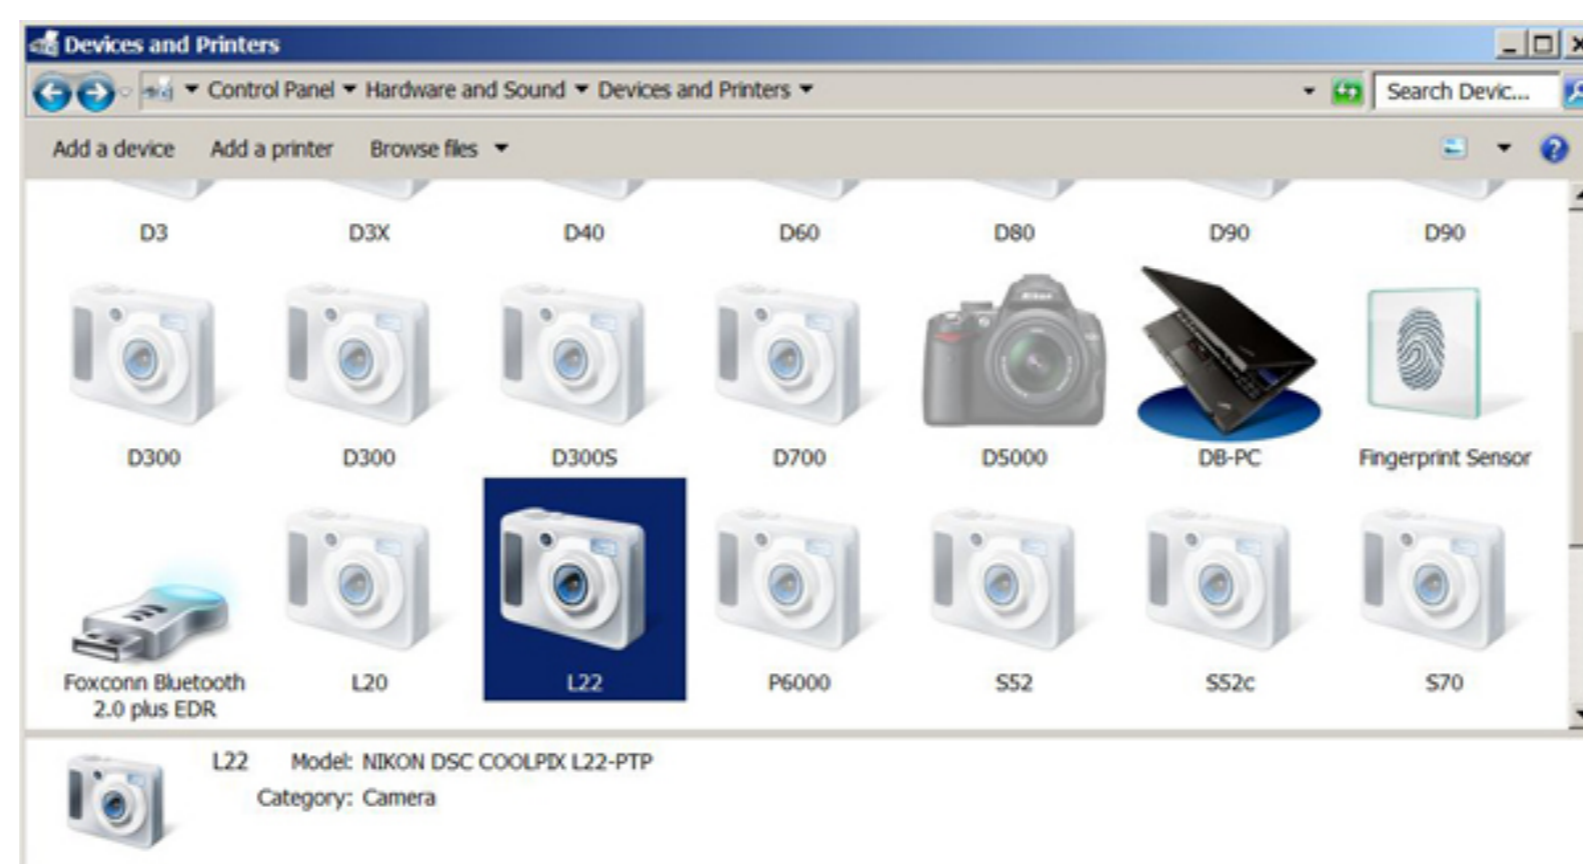 Devices and Printers
Control Panel Hardware and Sound Devices and Printers Search Devic...
Add a device Add a printer Browse files
D3 D3X D40 D60 D80 D90 D90
Nikon
D300 D300 D300S D700 D5000 DB-PC Fingerprint Sensor
Foxconn Bluetooth
2.0 plus EDR
L20 L22 P6000 S52 S52c S70
L22 Model: NIKON DSC COOLPIX L22-PTP
Category: Camera